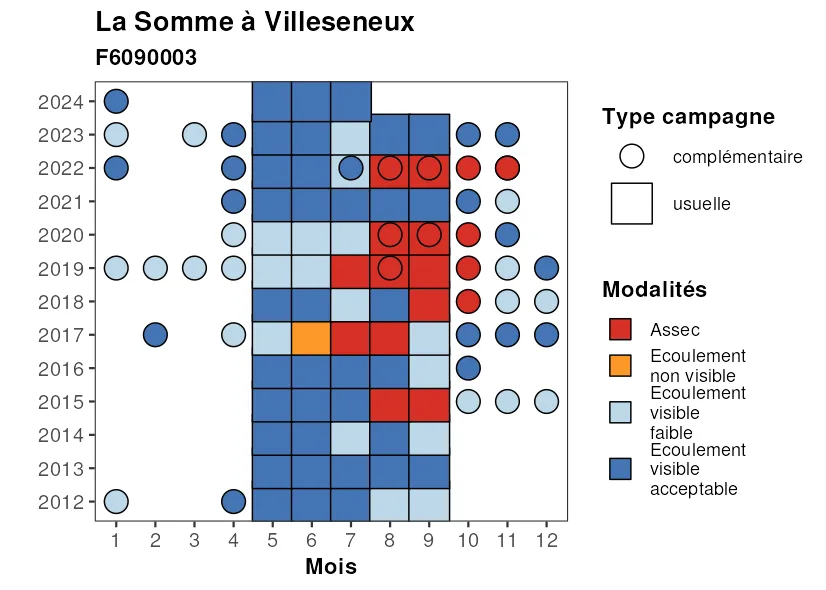 La Somme à Villeseneux
F6090003
2024
2023
2022
2021
2020
2019
2018
2017
2016
2015
2014
2013
2012
1 2 3 4 5 6 7 8 9 10 11 12
Mois
Type campagne
complémentaire
usuelle
Modalités
Assec
Ecoulement
non visible
Ecoulement
visible
faible
Ecoulement
visible
acceptable